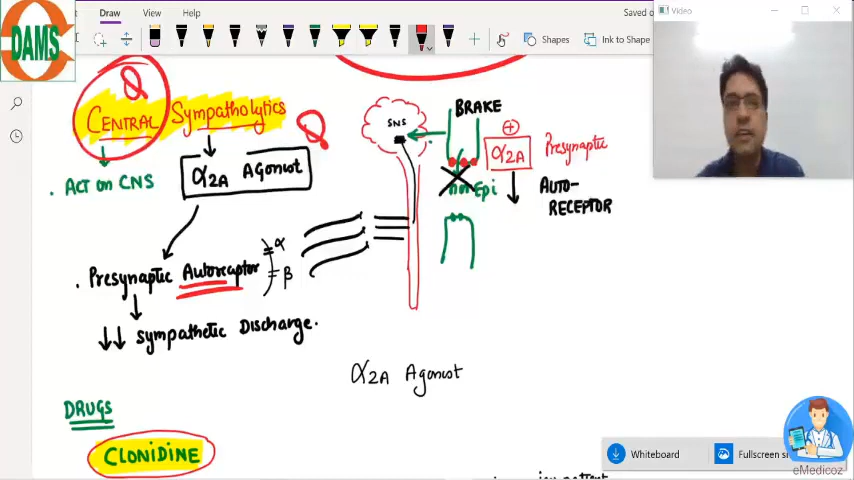 Draw
View
Help
Saved o
Video
DAMS
Shapes
Ink to Shape
Q
CENTRAL Sympatholytics
Q
α2A Agonist
. ACT ON CNS
. Presynaptic Autoreceptor
α
β
↓↓ Sympathetic Discharge.
SNS
BRAKE
+
α2A
Presynaptic
Nor Epi
AUTO-
RECEPTOR
α2A Agonist
DRUGS
CLONIDINE
Whiteboard
Fullscreen s
eMedicoz